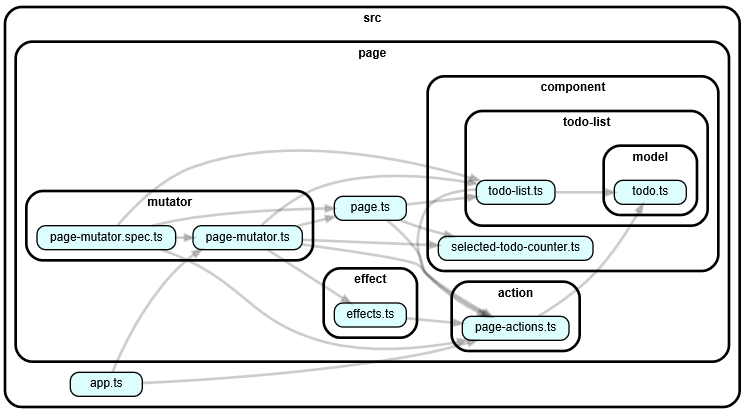 src
page
component
todo-list
model
todo-list.ts
todo.ts
mutator
page.ts
page-mutator.spec.ts
page-mutator.ts
selected-todo-counter.ts
effect
action
effects.ts
page-actions.ts
app.ts